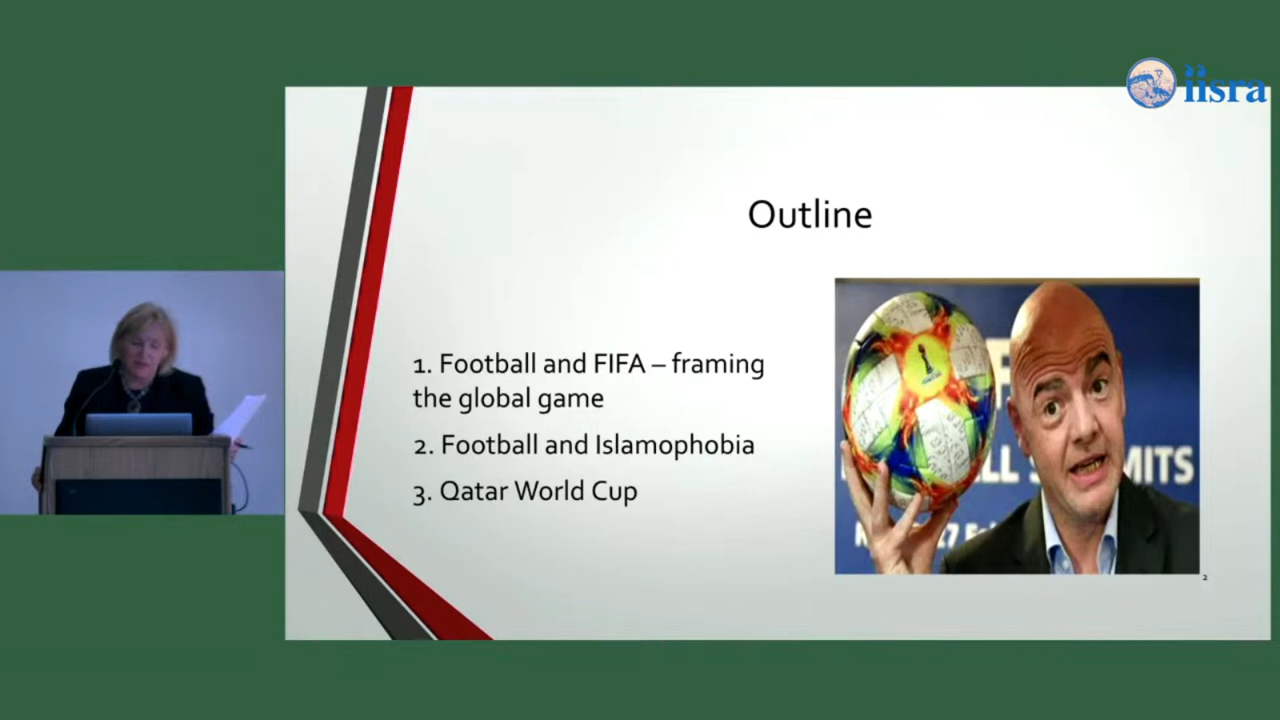 iisra
Outline
1. Football and FIFA – framing
the global game
2. Football and Islamophobia
3. Qatar World Cup
MITS
2